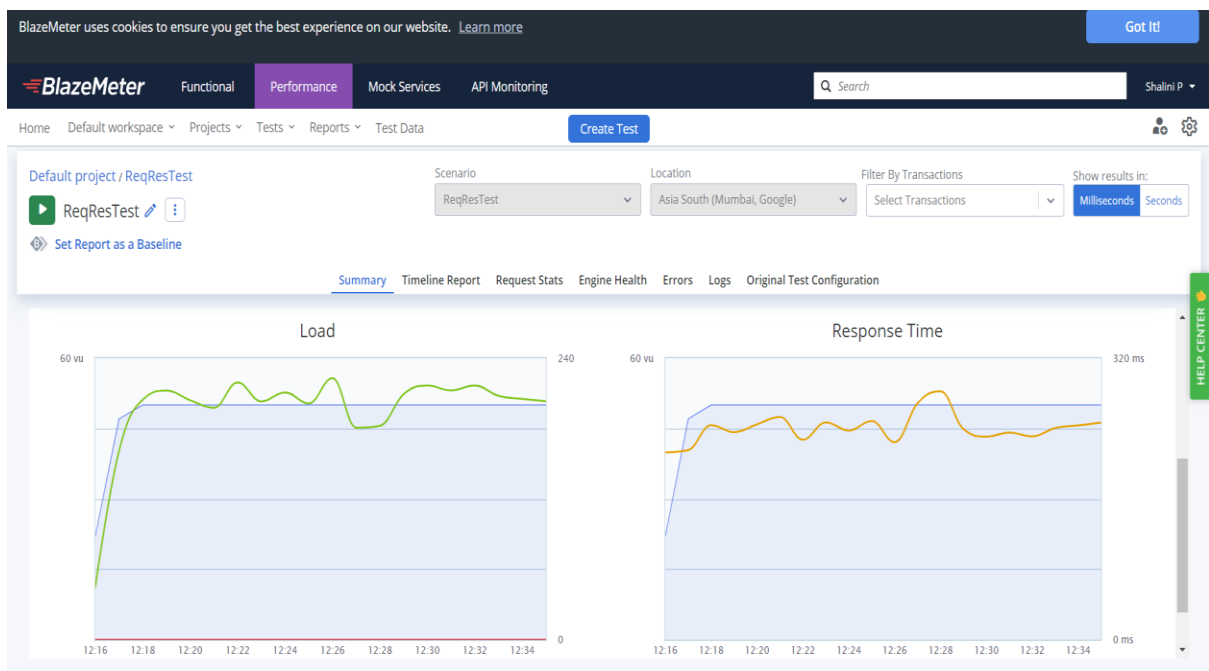 BlazeMeter uses cookies to ensure you get the best experience on our website. Learn more
Got It!
BlazeMeter Functional Performance Mock Services API Monitoring Search Shalini P
Home Default workspace Projects Tests Reports Test Data Create Test
Default project / ReqResTest
Scenario Location Filter By Transactions Show results in:
ReqResTest
ReqResTest Asia South (Mumbai, Google) Select Transactions Milliseconds Seconds
Set Report as a Baseline
Summary Timeline Report Request Stats Engine Health Errors Logs Original Test Configuration
HELP CENTER
Load
60 vu 240
0
12:16 12:18 12:20 12:22 12:24 12:26 12:28 12:30 12:32 12:34
Response Time
60 vu 320 ms
0 ms
12:16 12:18 12:20 12:22 12:24 12:26 12:28 12:30 12:32 12:34